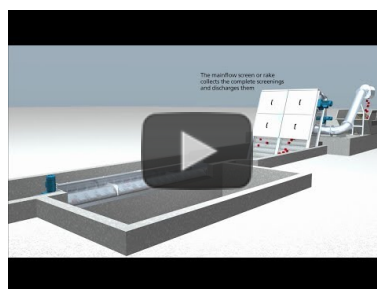 The mainflow screen or rake
collects the complete screenings
and discharges them